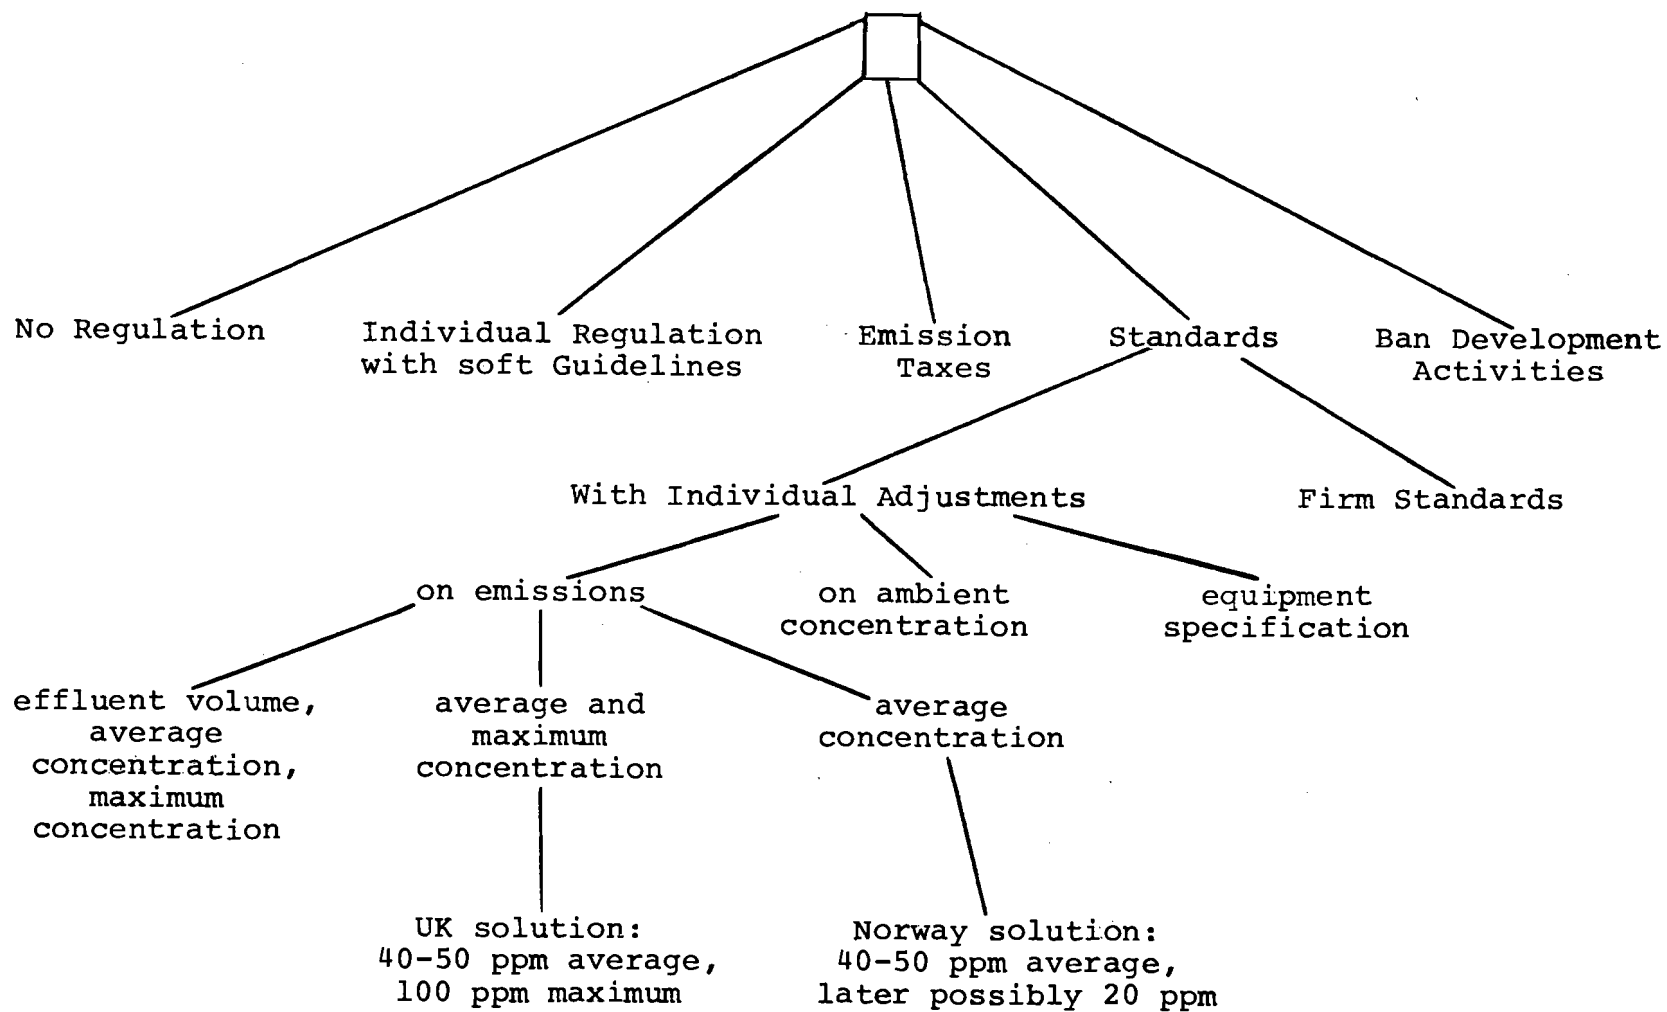 No Regulation
Individual Regulation
with soft Guidelines
Emission
Taxes
Standards
Ban Development
Activities
With Individual Adjustments
Firm Standards
on emissions
on ambient
concentration
equipment
specification
effluent volume,
average
concentration,
maximum
concentration
average and
maximum
concentration
average
concentration
UK solution:
40-50 ppm average,
100 ppm maximum
Norway solution:
40-50 ppm average,
later possibly 20 ppm